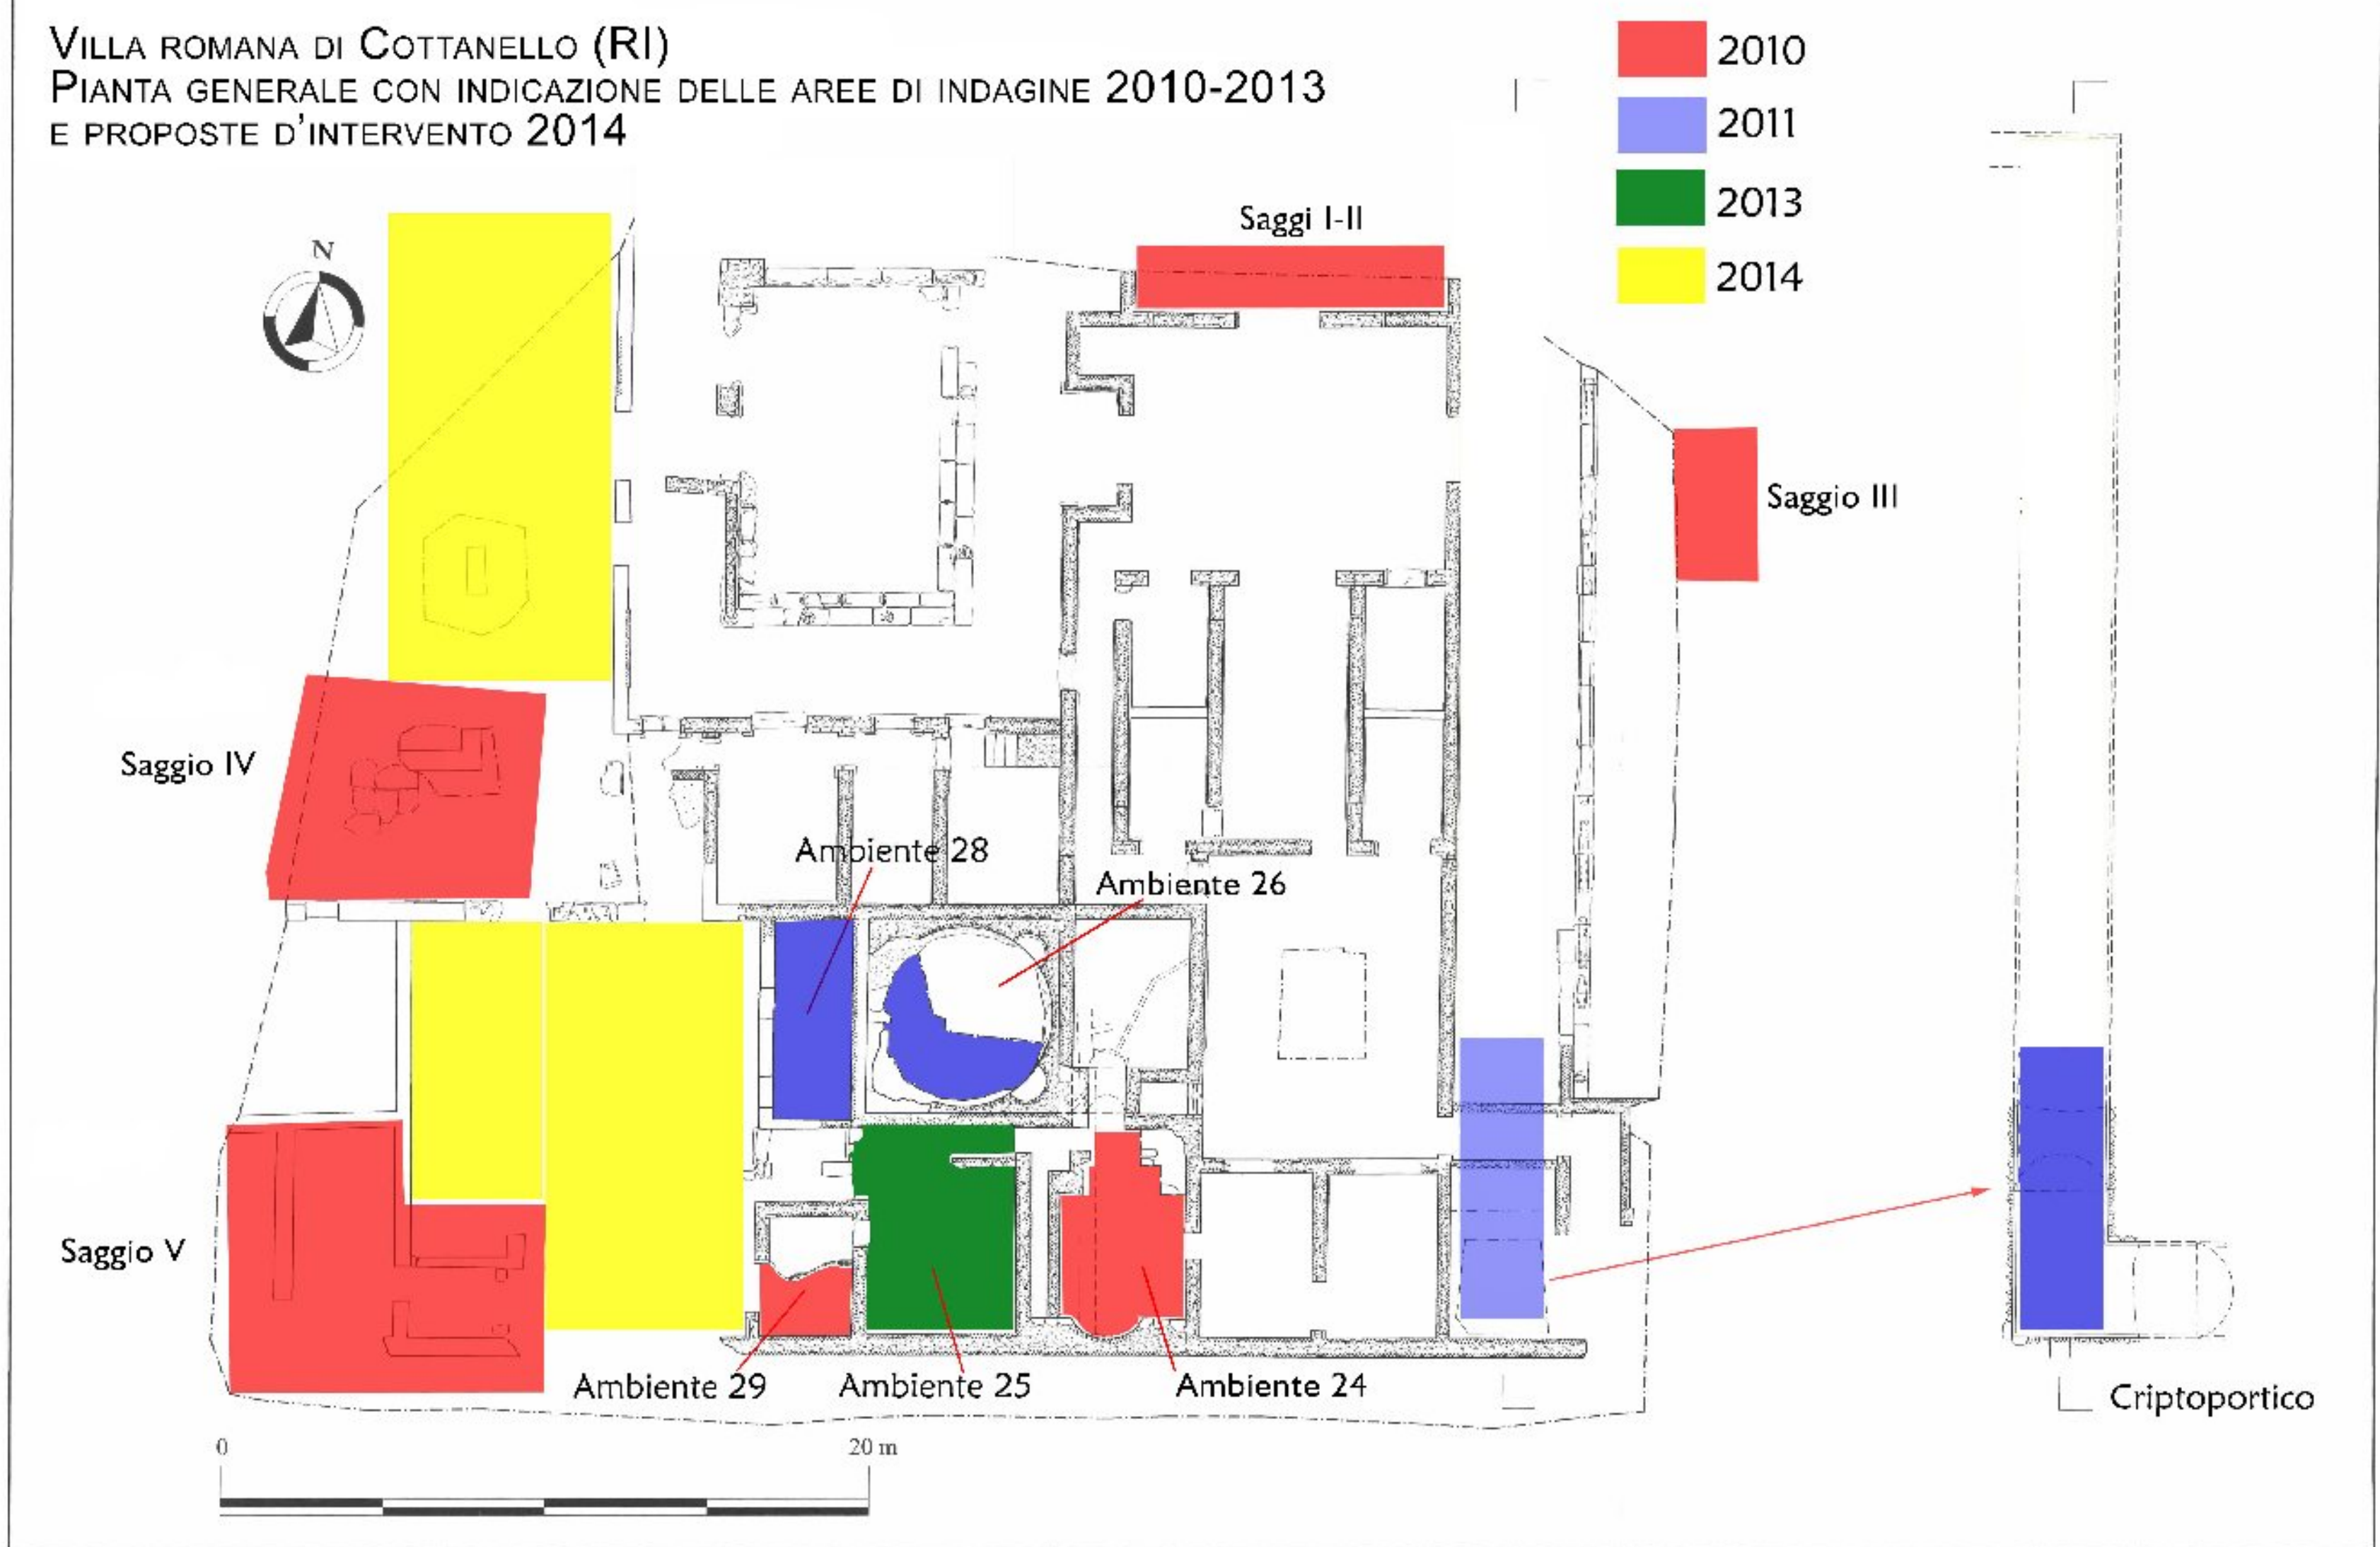 VILLA ROMANA DI COTTANELLO (RI)
PIANTA GENERALE CON INDICAZIONE DELLE AREE DI INDAGINE 2010-2013
E PROPOSTE D'INTERVENTO 2014
2010
2011
2013
2014
N
Saggi I-II
Saggio III
Saggio IV
Ambiente 28
Ambiente 26
Saggio V
Ambiente 29
Ambiente 25
Ambiente 24
Criptoportico
0
20 m